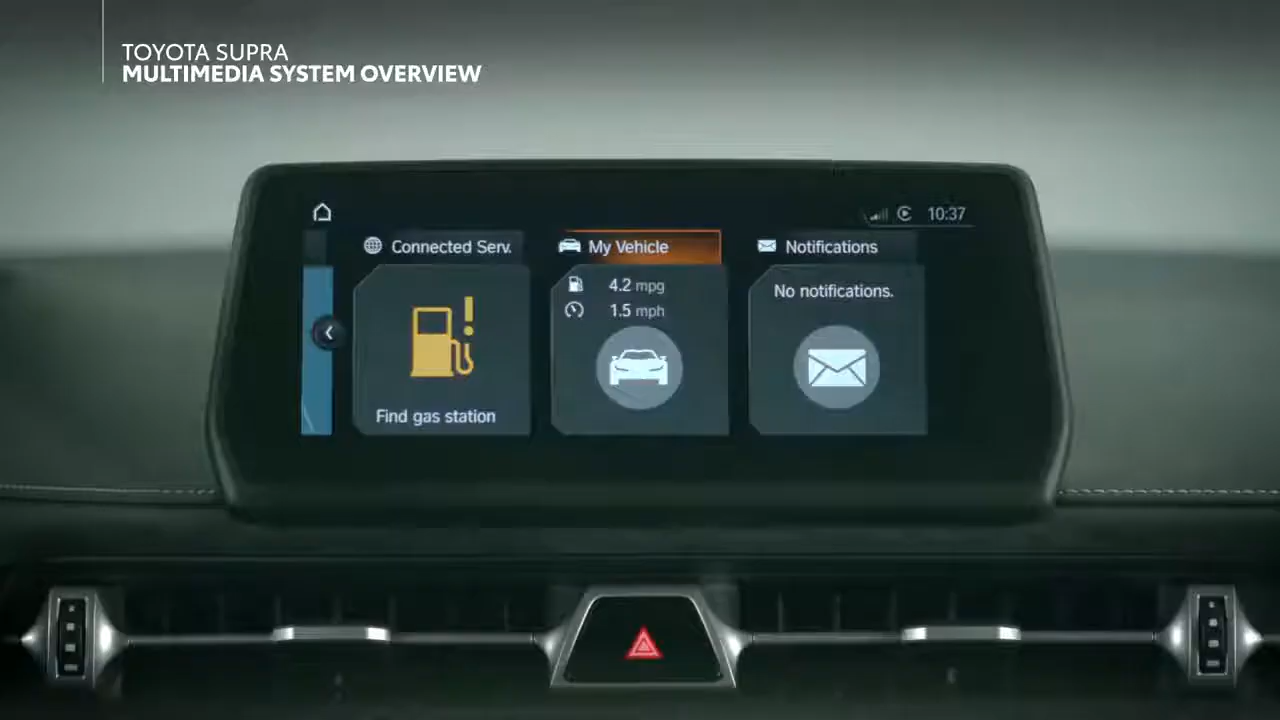 TOYOTA SUPRA
MULTIMEDIA SYSTEM OVERVIEW
10:37
Connected Serv.
My Vehicle
Notifications
4.2 mpg
1.5 mph
No notifications.
Find gas station